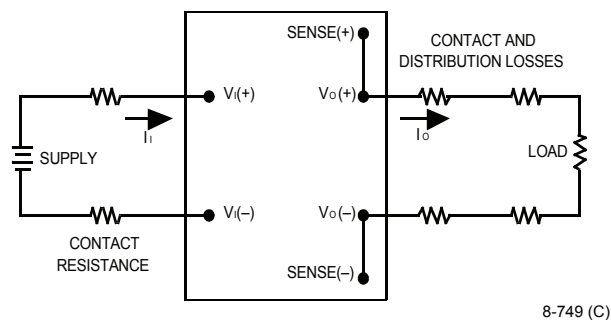 SENSE(+)
CONTACT AND
DISTRIBUTION LOSSES
VI(+)
VO(+)
II
IO
SUPPLY
LOAD
VI(–)
VO(–)
CONTACT
RESISTANCE
SENSE(–)
8-749 (C)